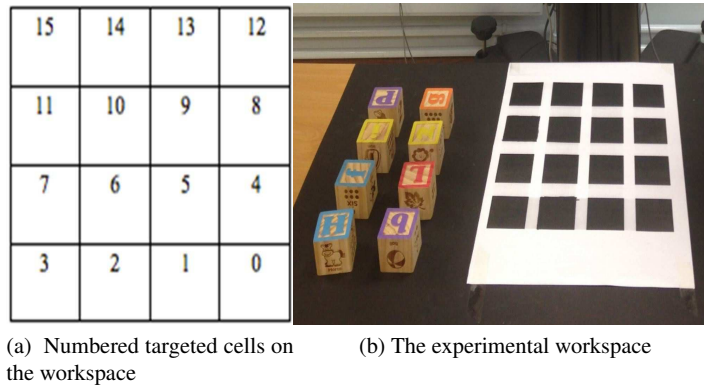 15 14 13 12
11 10 9 8
7 6 5 4
3 2 1 0
H b
(a) Numbered targeted cells on
the workspace
(b) The experimental workspace